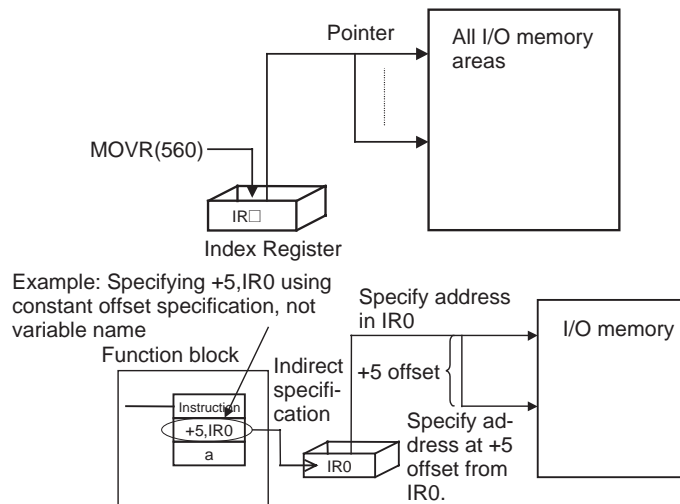 Pointer
All I/O memory
areas
MOVR(560)
IR□
Index Register
Example: Specifying +5,IR0 using
constant offset specification, not
variable name
Function block
Instruction
+5,IR0
a
Indirect
specifi-
cation
IR0
Specify address
in IR0
+5 offset
Specify ad-
dress at +5
offset from
IR0.
I/O memory